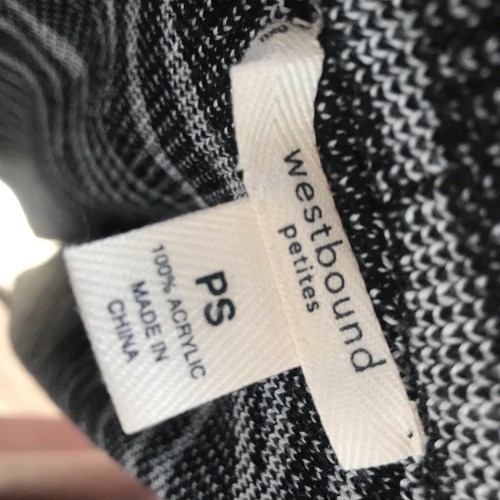 westbound
petites
PS
100% ACRYLIC
MADE IN
CHINA